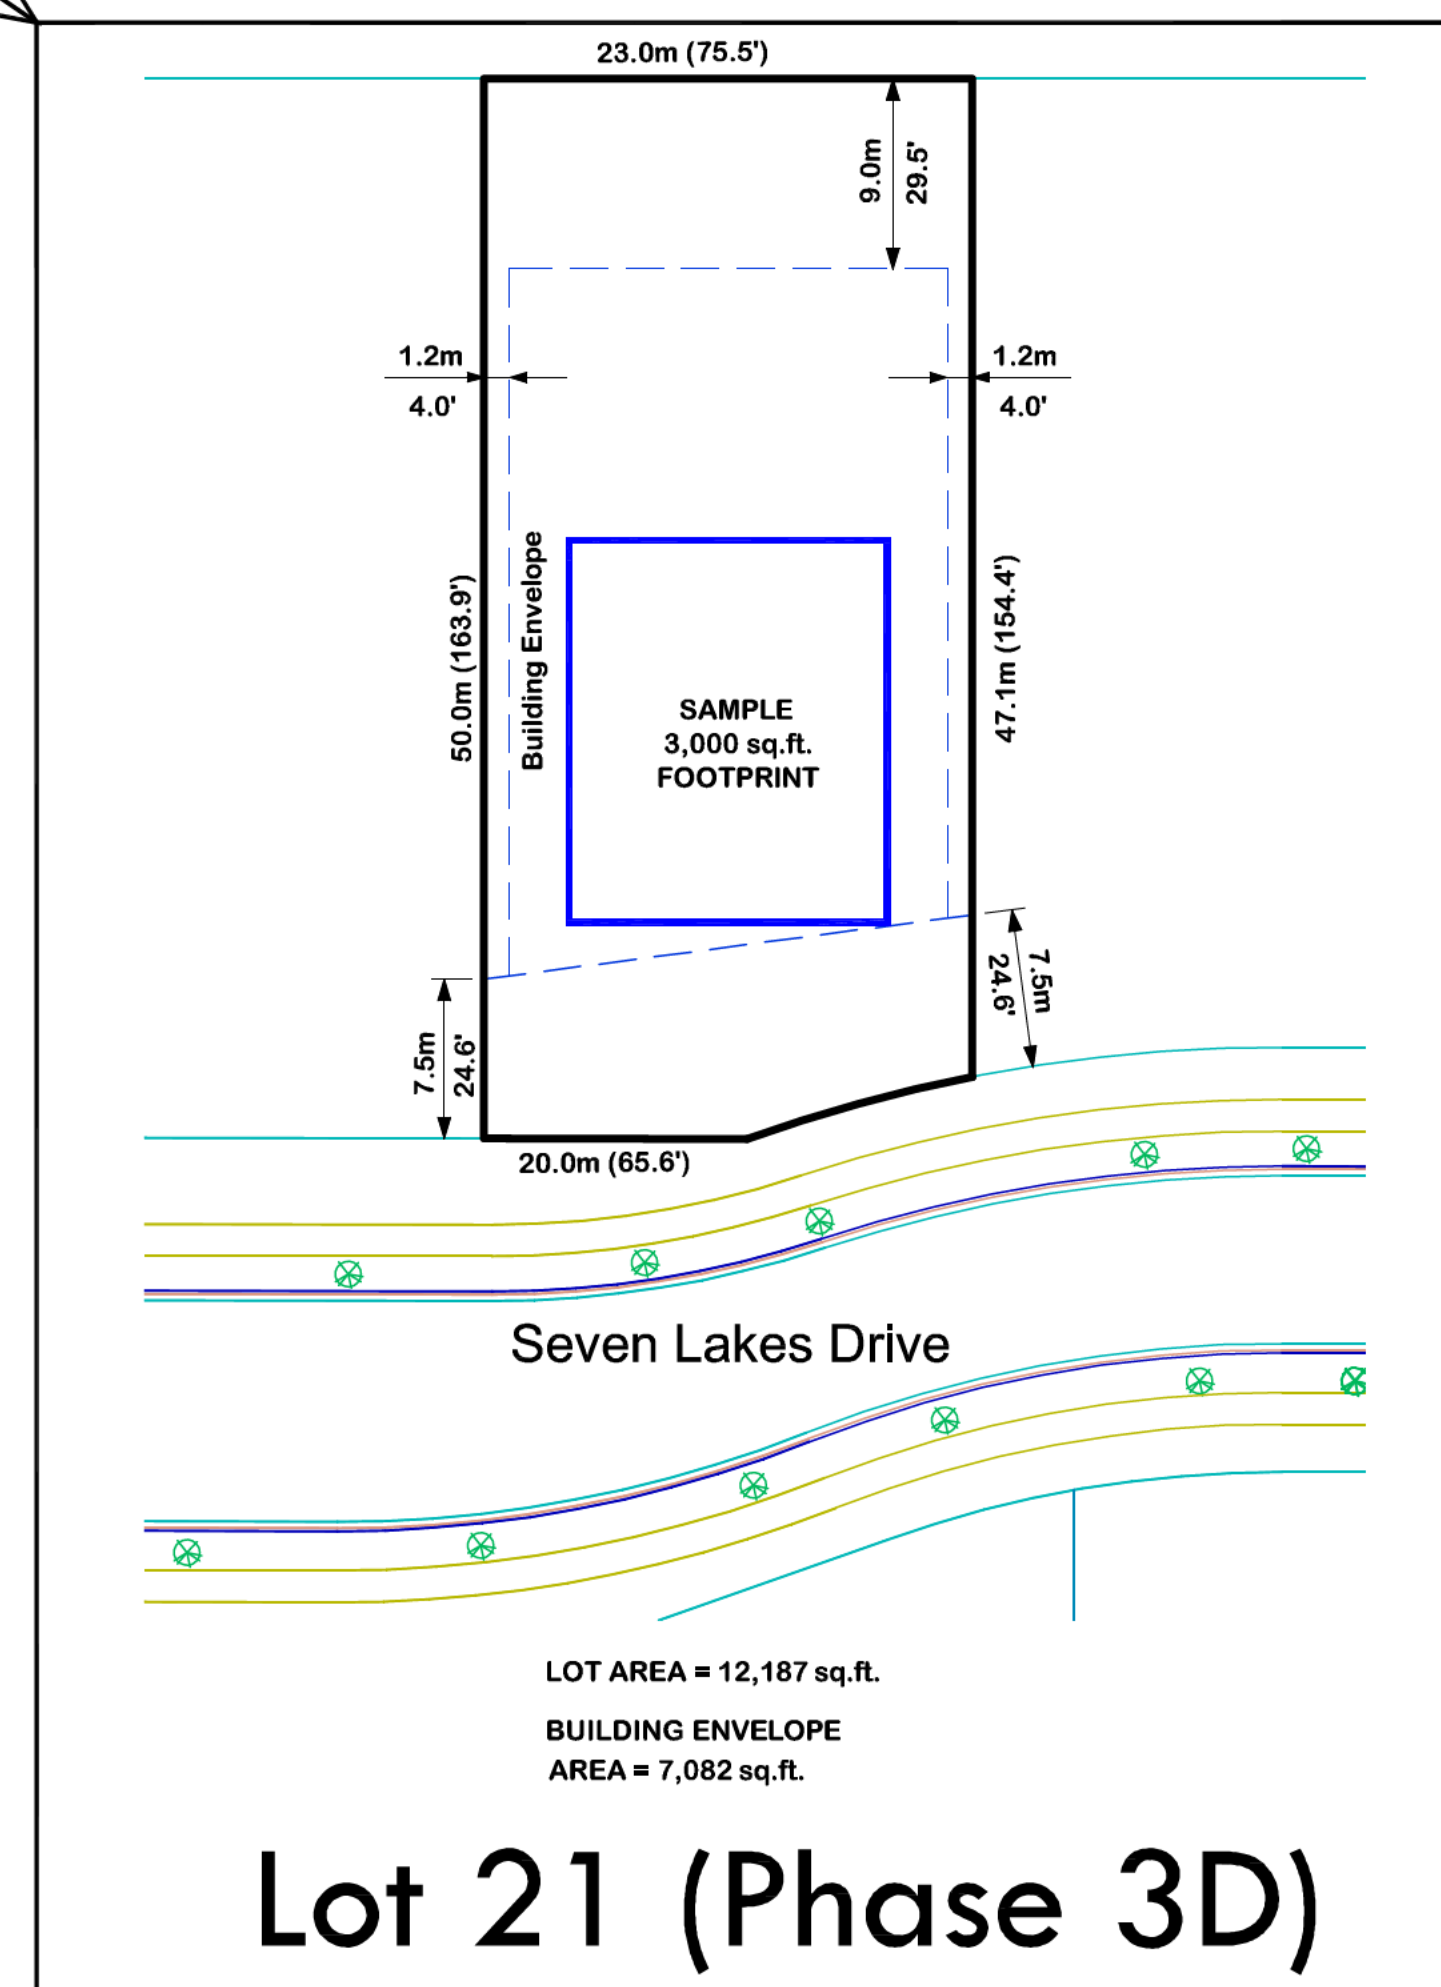 23.0m (75.5')
9.0m
29.5'
1.2m
4.0'
1.2m
4.0'
Building Envelope
50.0m (163.9')
47.1m (154.4')
SAMPLE
3,000 sq.ft.
FOOTPRINT
7.5m
24.6'
7.5m
24.6'
20.0m (65.6')
Seven Lakes Drive
LOT AREA = 12,187 sq.ft.
BUILDING ENVELOPE
AREA = 7,082 sq.ft.
Lot 21 (Phase 3D)